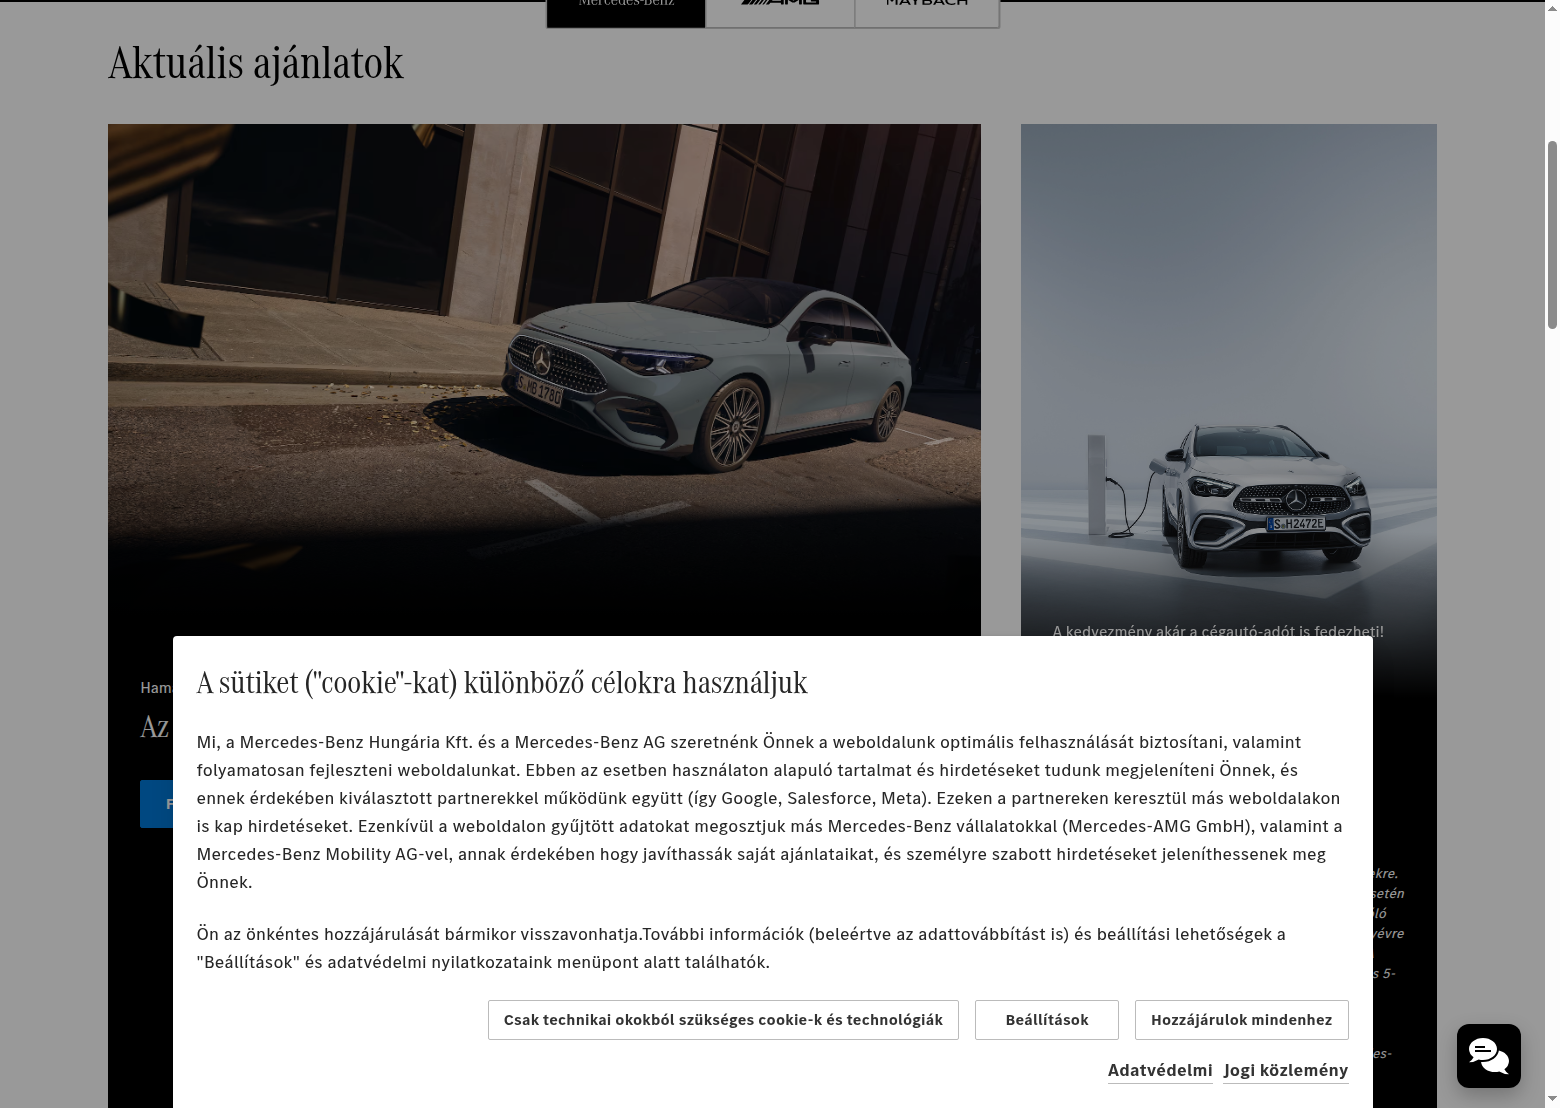 Mercedes-Benz
AMG
MAYBACH
Aktuális ajánlatok
S·MB 1780
S·H2472E
A kedvezmény akár a cégautó-adót is fedezheti!
Az
A sütiket ("cookie"-kat) különböző célokra használjuk
Mi, a Mercedes-Benz Hungária Kft. és a Mercedes-Benz AG szeretnénk Önnek a weboldalunk optimális felhasználását biztosítani, valamint
folyamatosan fejleszteni weboldalunkat. Ebben az esetben használaton alapuló tartalmat és hirdetéseket tudunk megjeleníteni Önnek, és
ennek érdekében kiválasztott partnerekkel működünk együtt (így Google, Salesforce, Meta). Ezeken a partnereken keresztül más weboldalakon
is kap hirdetéseket. Ezenkívül a weboldalon gyűjtött adatokat megosztjuk más Mercedes-Benz vállalatokkal (Mercedes-AMG GmbH), valamint a
Mercedes-Benz Mobility AG-vel, annak érdekében hogy javíthassák saját ajánlataikat, és személyre szabott hirdetéseket jeleníthessenek meg
Önnek.
Ön az önkéntes hozzájárulását bármikor visszavonhatja.További információk (beleértve az adattovábbítást is) és beállítási lehetőségek a
"Beállítások" és adatvédelmi nyilatkozataink menüpont alatt találhatók.
Csak technikai okokból szükséges cookie-k és technológiák
Beállítások
Hozzájárulok mindenhez
Adatvédelmi
Jogi közlemény